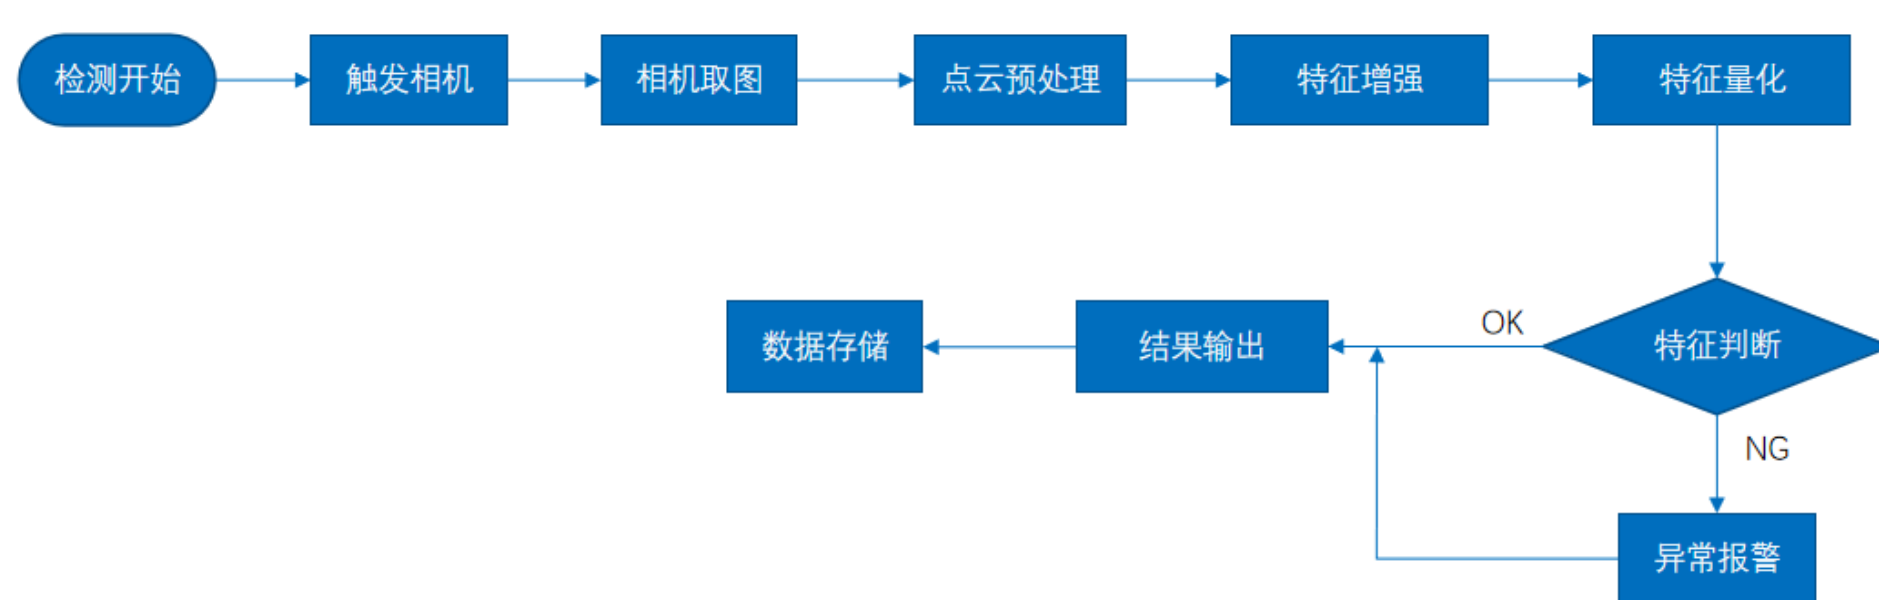 检测开始
触发相机
相机取图
点云预处理
特征增强
特征量化
特征判断
OK
结果输出
数据存储
NG
异常报警